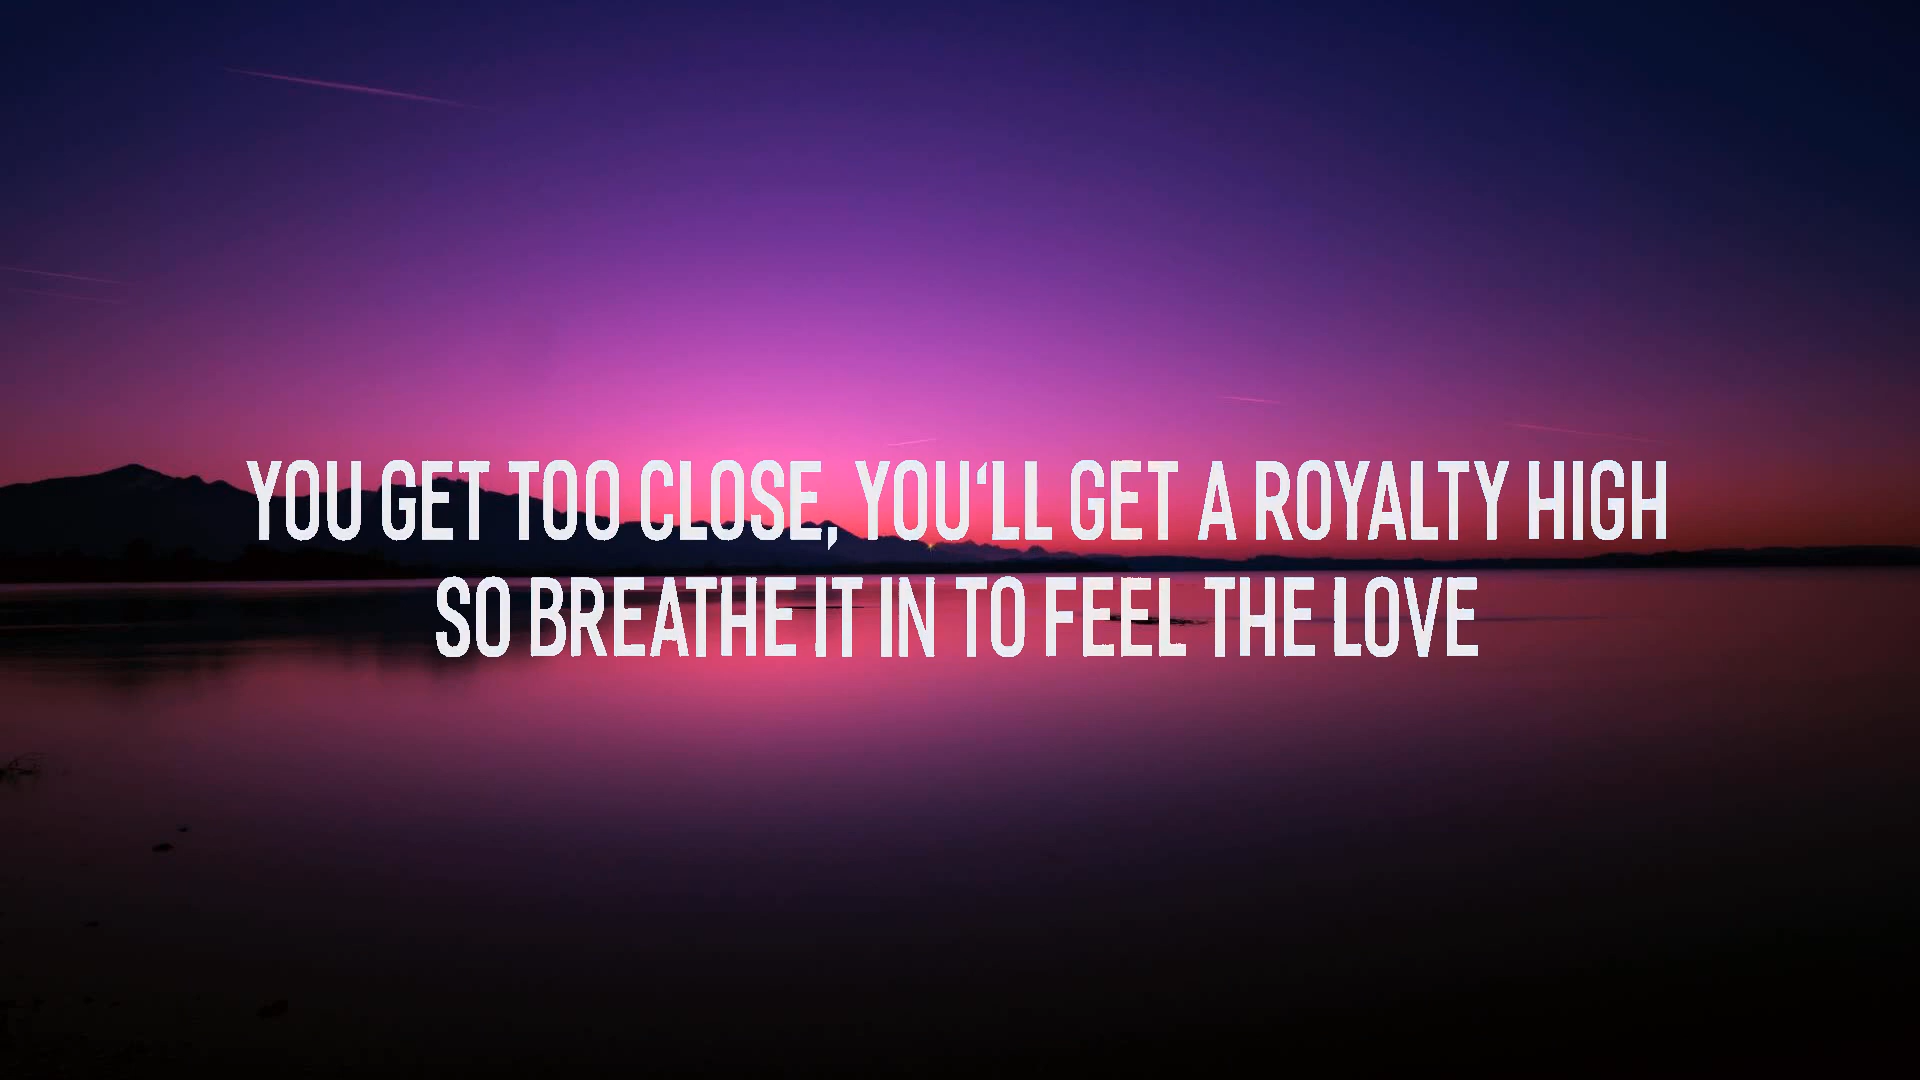 YOU GET TOO CLOSE, YOU‘LL GET A ROYALTY HIGH
SO BREATHE IT IN TO FEEL THE LOVE